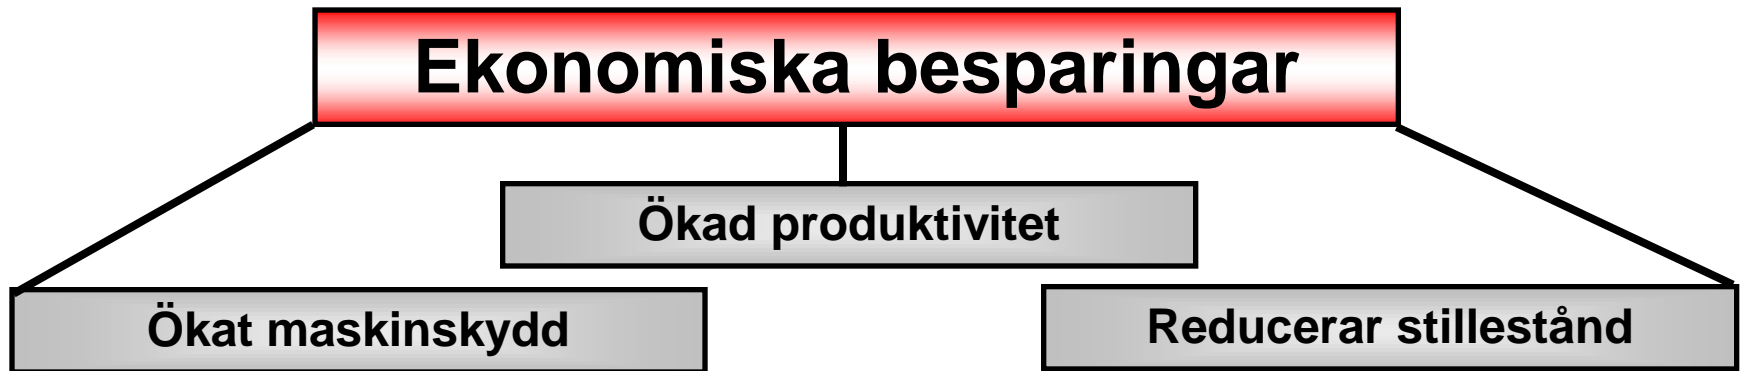 Ekonomiska besparingar
Ökad produktivitet
Ökat maskinskydd
Reducerar stillestånd